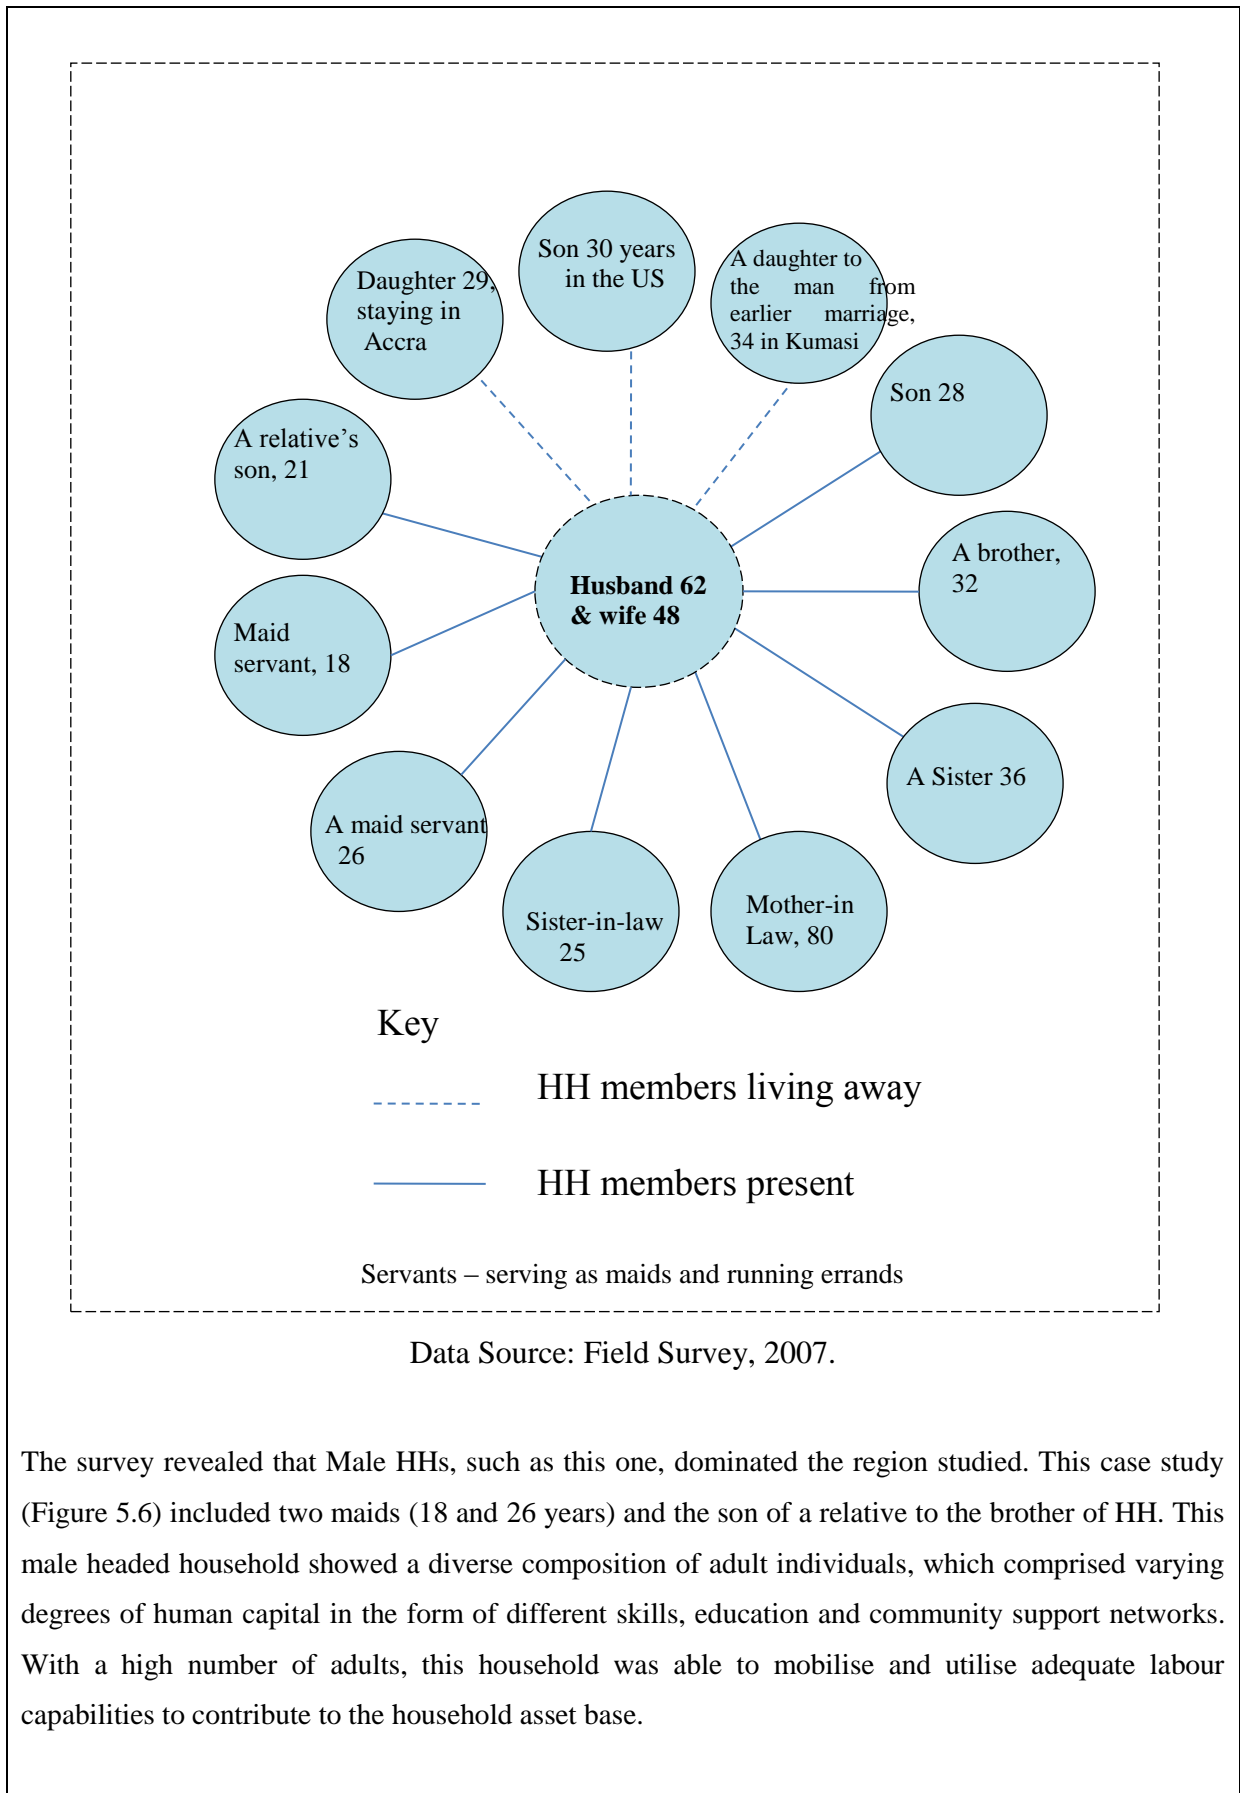 Son 30 years
in the US
A daughter to
the man from
earlier marriage,
34 in Kumasi
Daughter 29,
staying in
Accra
Son 28
A relative’s
son, 21
A brother,
32
Husband 62
& wife 48
Maid
servant, 18
A Sister 36
A maid servant
26
Sister-in-law
25
Mother-in
Law, 80
Key
HH members living away
HH members present
Servants – serving as maids and running errands
Data Source: Field Survey, 2007.
The survey revealed that Male HHs, such as this one, dominated the region studied. This case study
(Figure 5.6) included two maids (18 and 26 years) and the son of a relative to the brother of HH. This
male headed household showed a diverse composition of adult individuals, which comprised varying
degrees of human capital in the form of different skills, education and community support networks.
With a high number of adults, this household was able to mobilise and utilise adequate labour
capabilities to contribute to the household asset base.